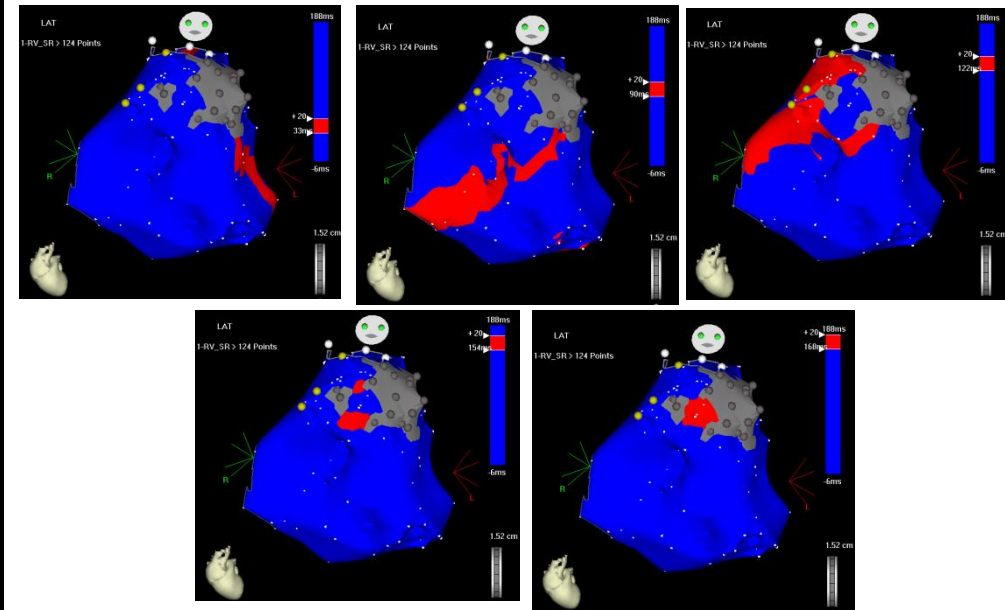 LAT
188ms
1-RV_SR > 124 Points
+ 20
33ms
-6ms
R
L
1.52 cm
LAT
188ms
1-RV_SR > 124 Points
+ 20
90ms
-6ms
R
L
1.52 cm
LAT
188ms
1-RV_SR > 124 Points
+ 20
122ms
-6ms
R
L
1.52 cm
LAT
188ms
+ 20
1-RV_SR > 124 Points
154ms
-6ms
R
L
1.52 cm
LAT
188ms
+ 20
1-RV_SR > 124 Points
168ms
-6ms
R
L
1.52 cm